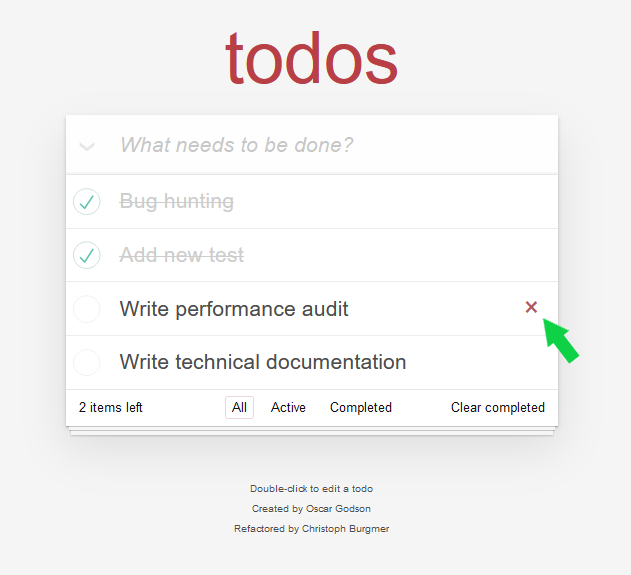 todos
What needs to be done?
Bug hunting
Add new test
Write performance audit ×
Write technical documentation
2 items left All Active Completed Clear completed
Double-click to edit a todo
Created by Oscar Godson
Refactored by Christoph Burgmer